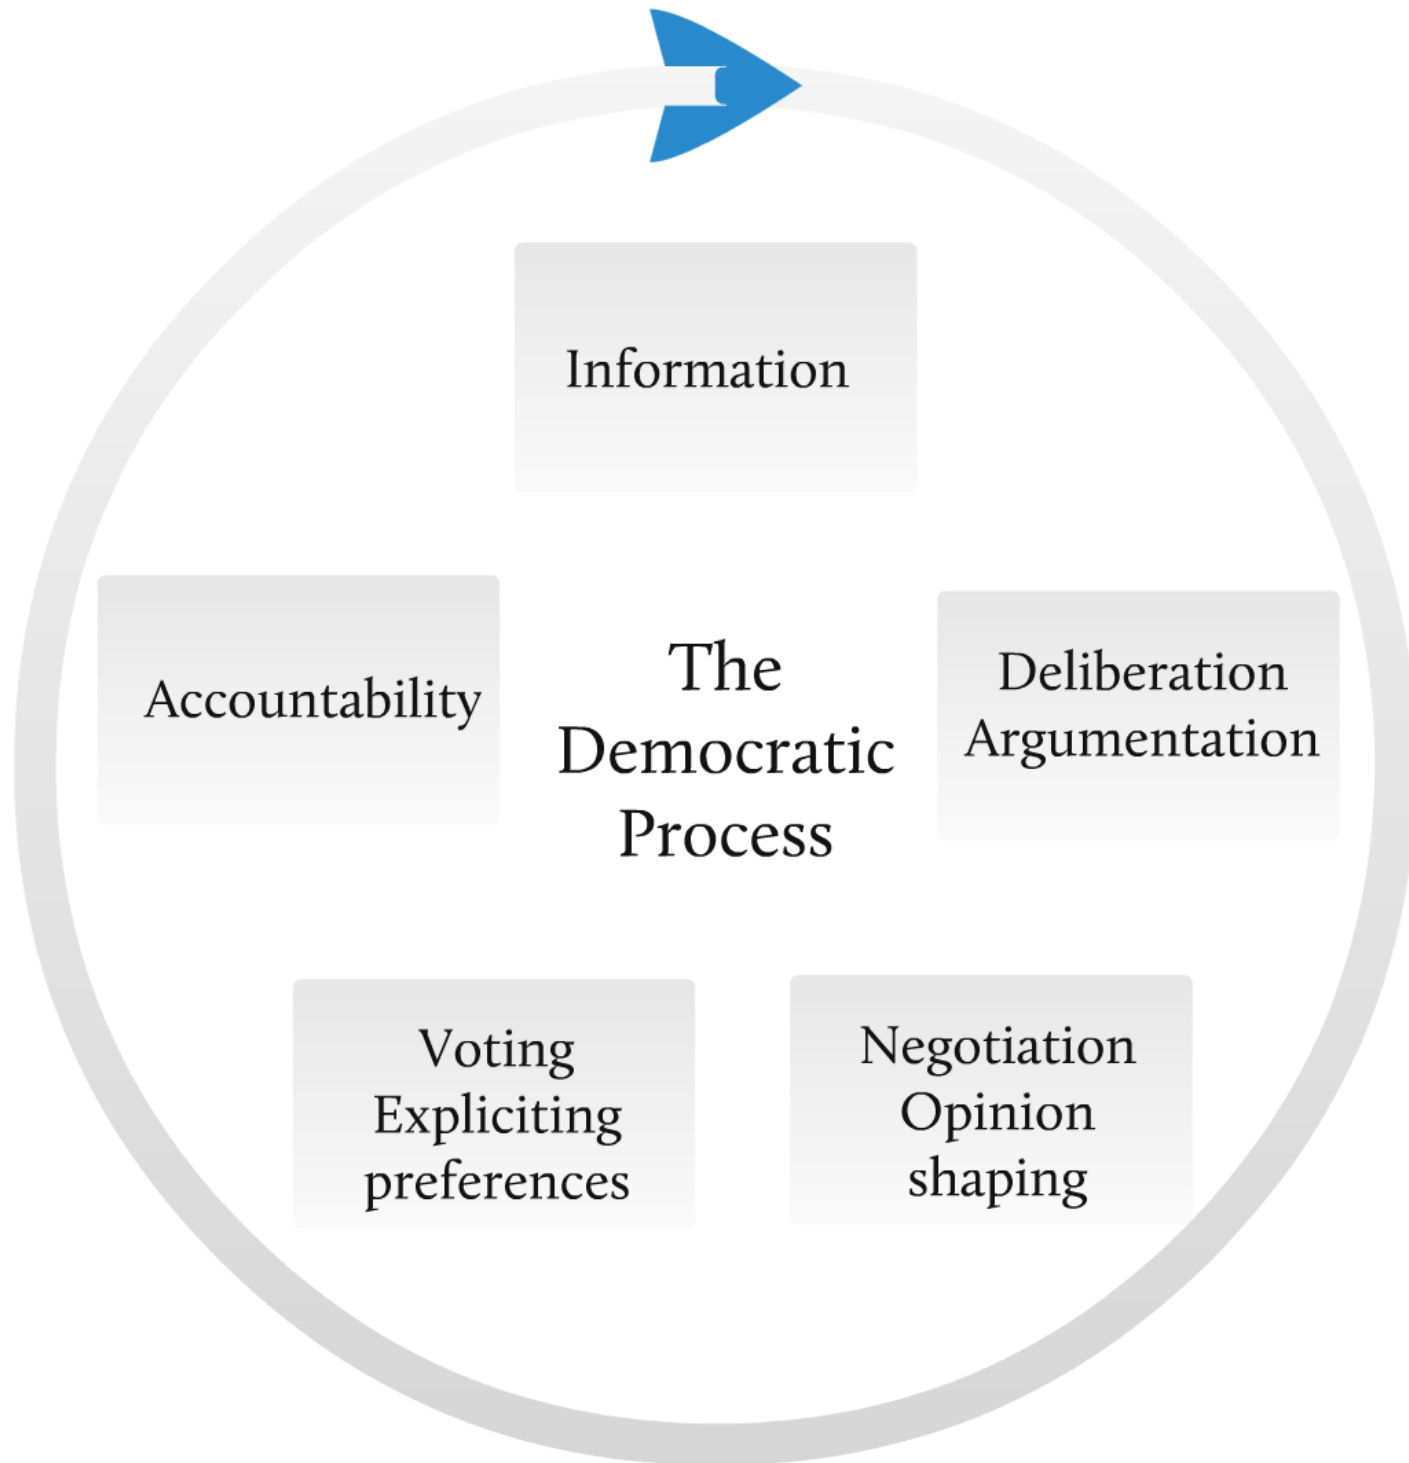 Information
Accountability
The
Democratic
Process
Deliberation
Argumentation
Voting
Expliciting
preferences
Negotiation
Opinion
shaping